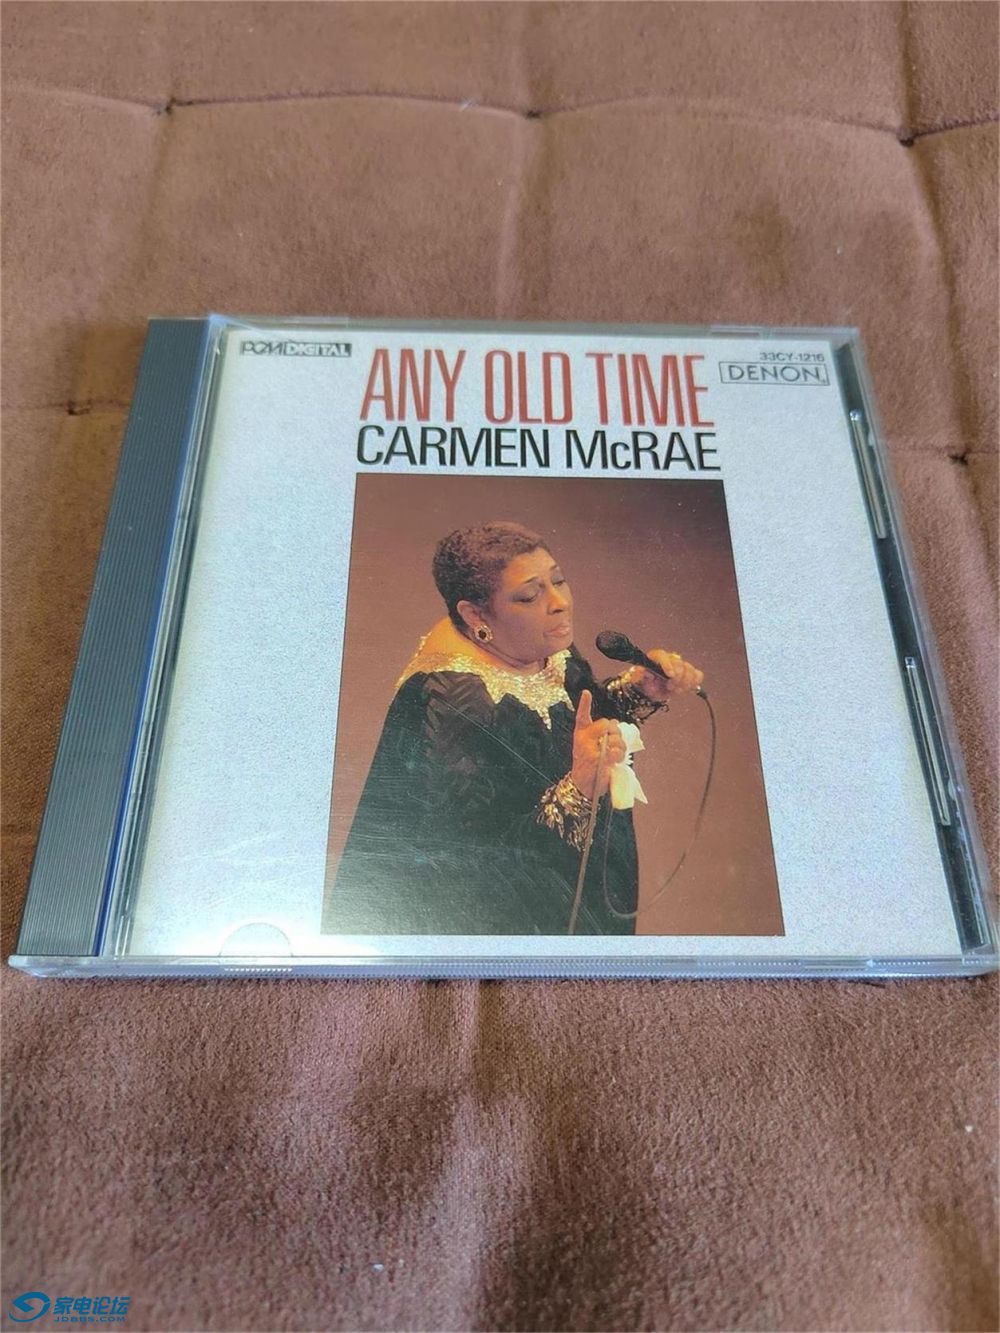 PCM DIGITAL
ANY OLD TIME
CARMEN McRAE
33CY-1216
DENON
家电论坛
JDBBS.COM